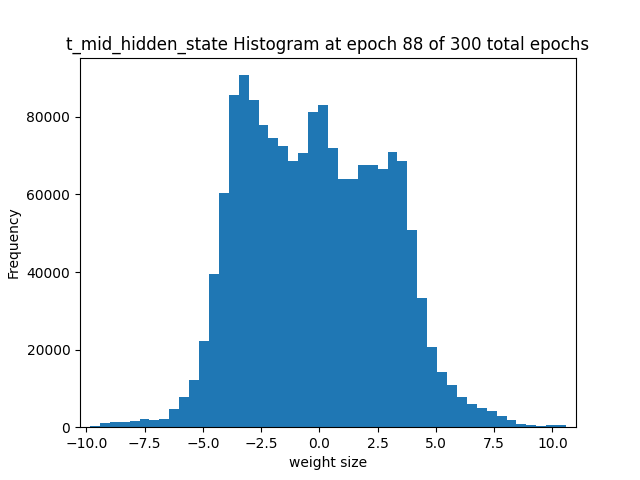 t_mid_hidden_state Histogram at epoch 88 of 300 total epochs
80000
60000
40000
20000
0
Frequency
−10.0 −7.5 −5.0 −2.5 0.0 2.5 5.0 7.5 10.0
weight size